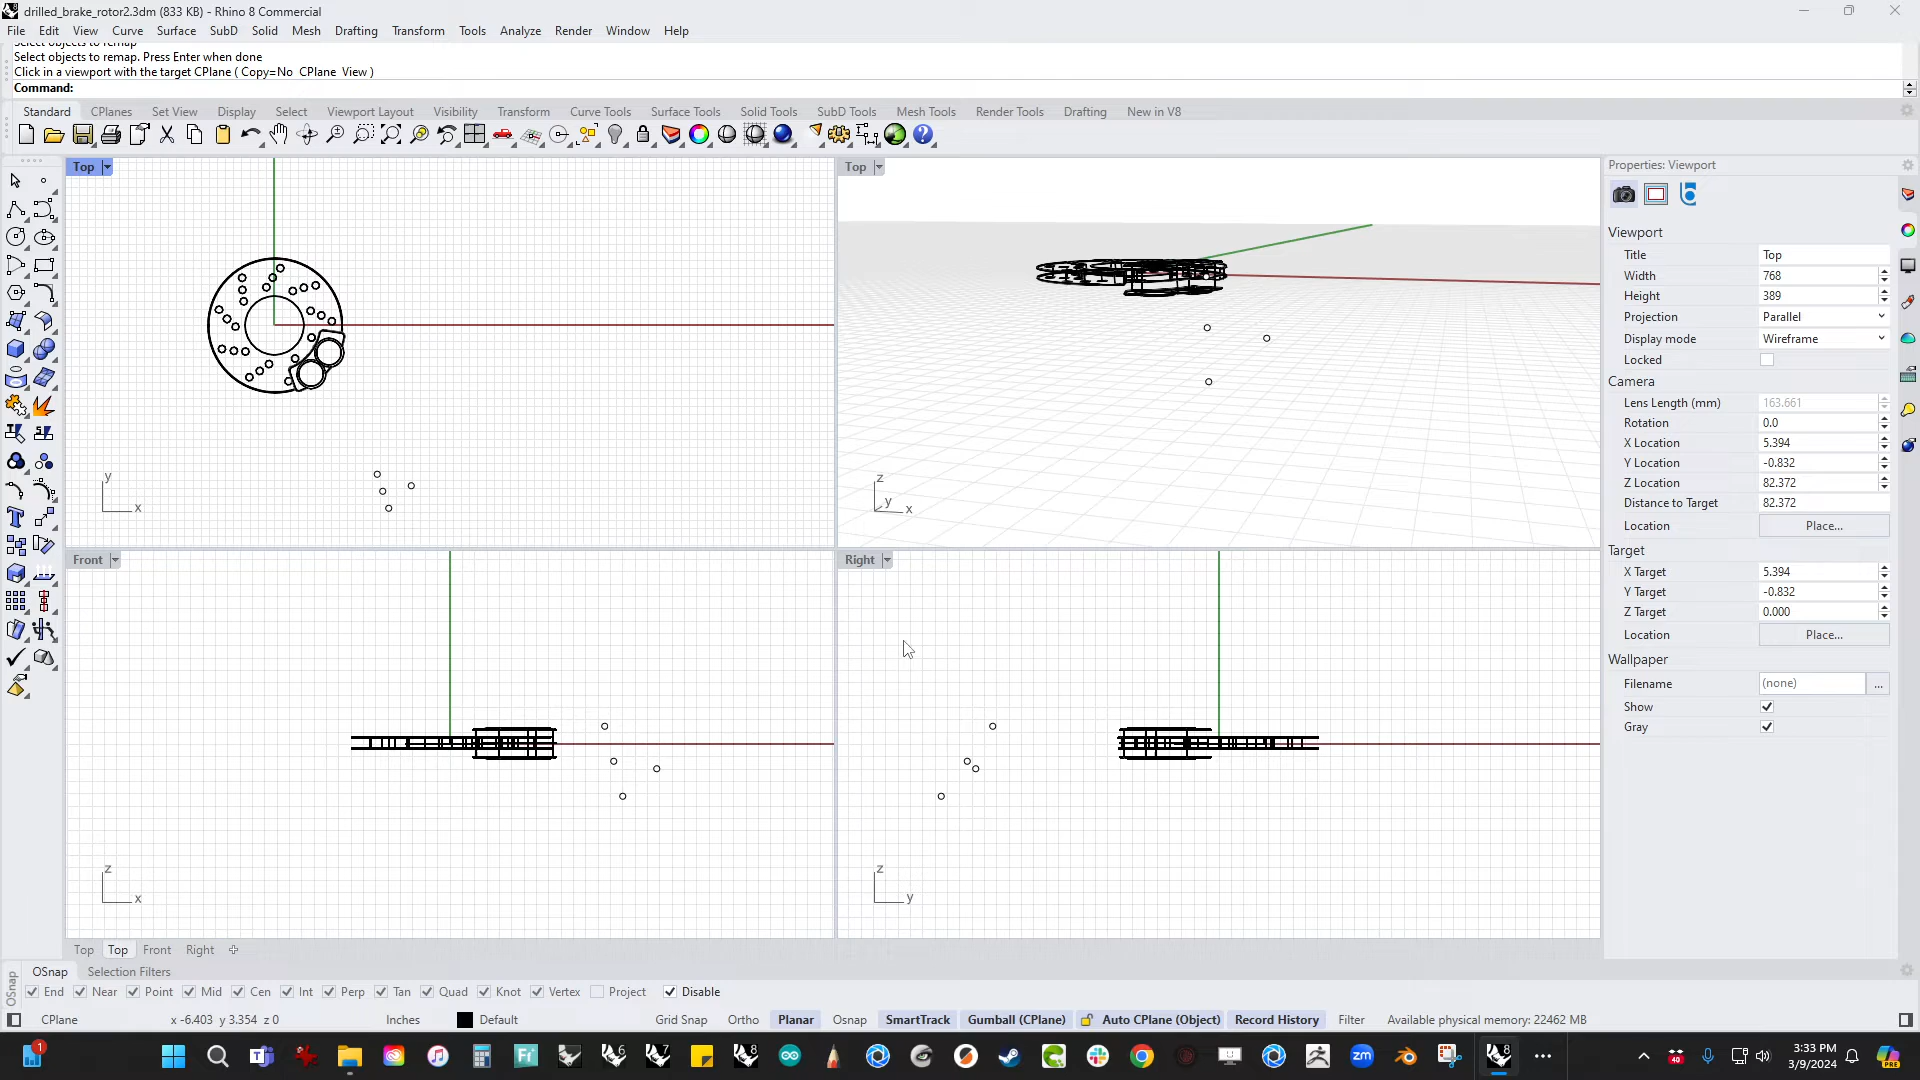 drilled_brake_rotor2.3dm (833 KB) - Rhino 8 Commercial
File Edit View Curve Surface SubD Solid Mesh Drafting Transform Tools Analyze Render Window Help
Select objects to remap
Select objects to remap. Press Enter when done
Click in a viewport with the target CPlane ( Copy=No CPlane View )
Command:
Standard CPlanes Set View Display Select Viewport Layout Visibility Transform Curve Tools Surface Tools Solid Tools SubD Tools Mesh Tools Render Tools Drafting New in V8
Top
y
x
Top
z
y
x
Front
z
x
Right
z
y
Properties: Viewport
Viewport
Title Top
Width 768
Height 389
Projection Parallel
Display mode Wireframe
Locked
Camera
Lens Length (mm) 163.661
Rotation 0.0
X Location 5.394
Y Location -0.832
Z Location 82.372
Distance to Target 82.372
Location Place...
Target
X Target 5.394
Y Target -0.832
Z Target 0.000
Location Place...
Wallpaper
Filename (none) ...
Show
Gray
Top Top Front Right
OSnap Selection Filters
OSnap
End Near Point Mid Cen Int Perp Tan Quad Knot Vertex Project Disable
CPlane x -6.403 y 3.354 z 0 Inches Default Grid Snap Ortho Planar Osnap SmartTrack Gumball (CPlane) Auto CPlane (Object) Record History Filter Available physical memory: 22462 MB
3:33 PM
3/9/2024